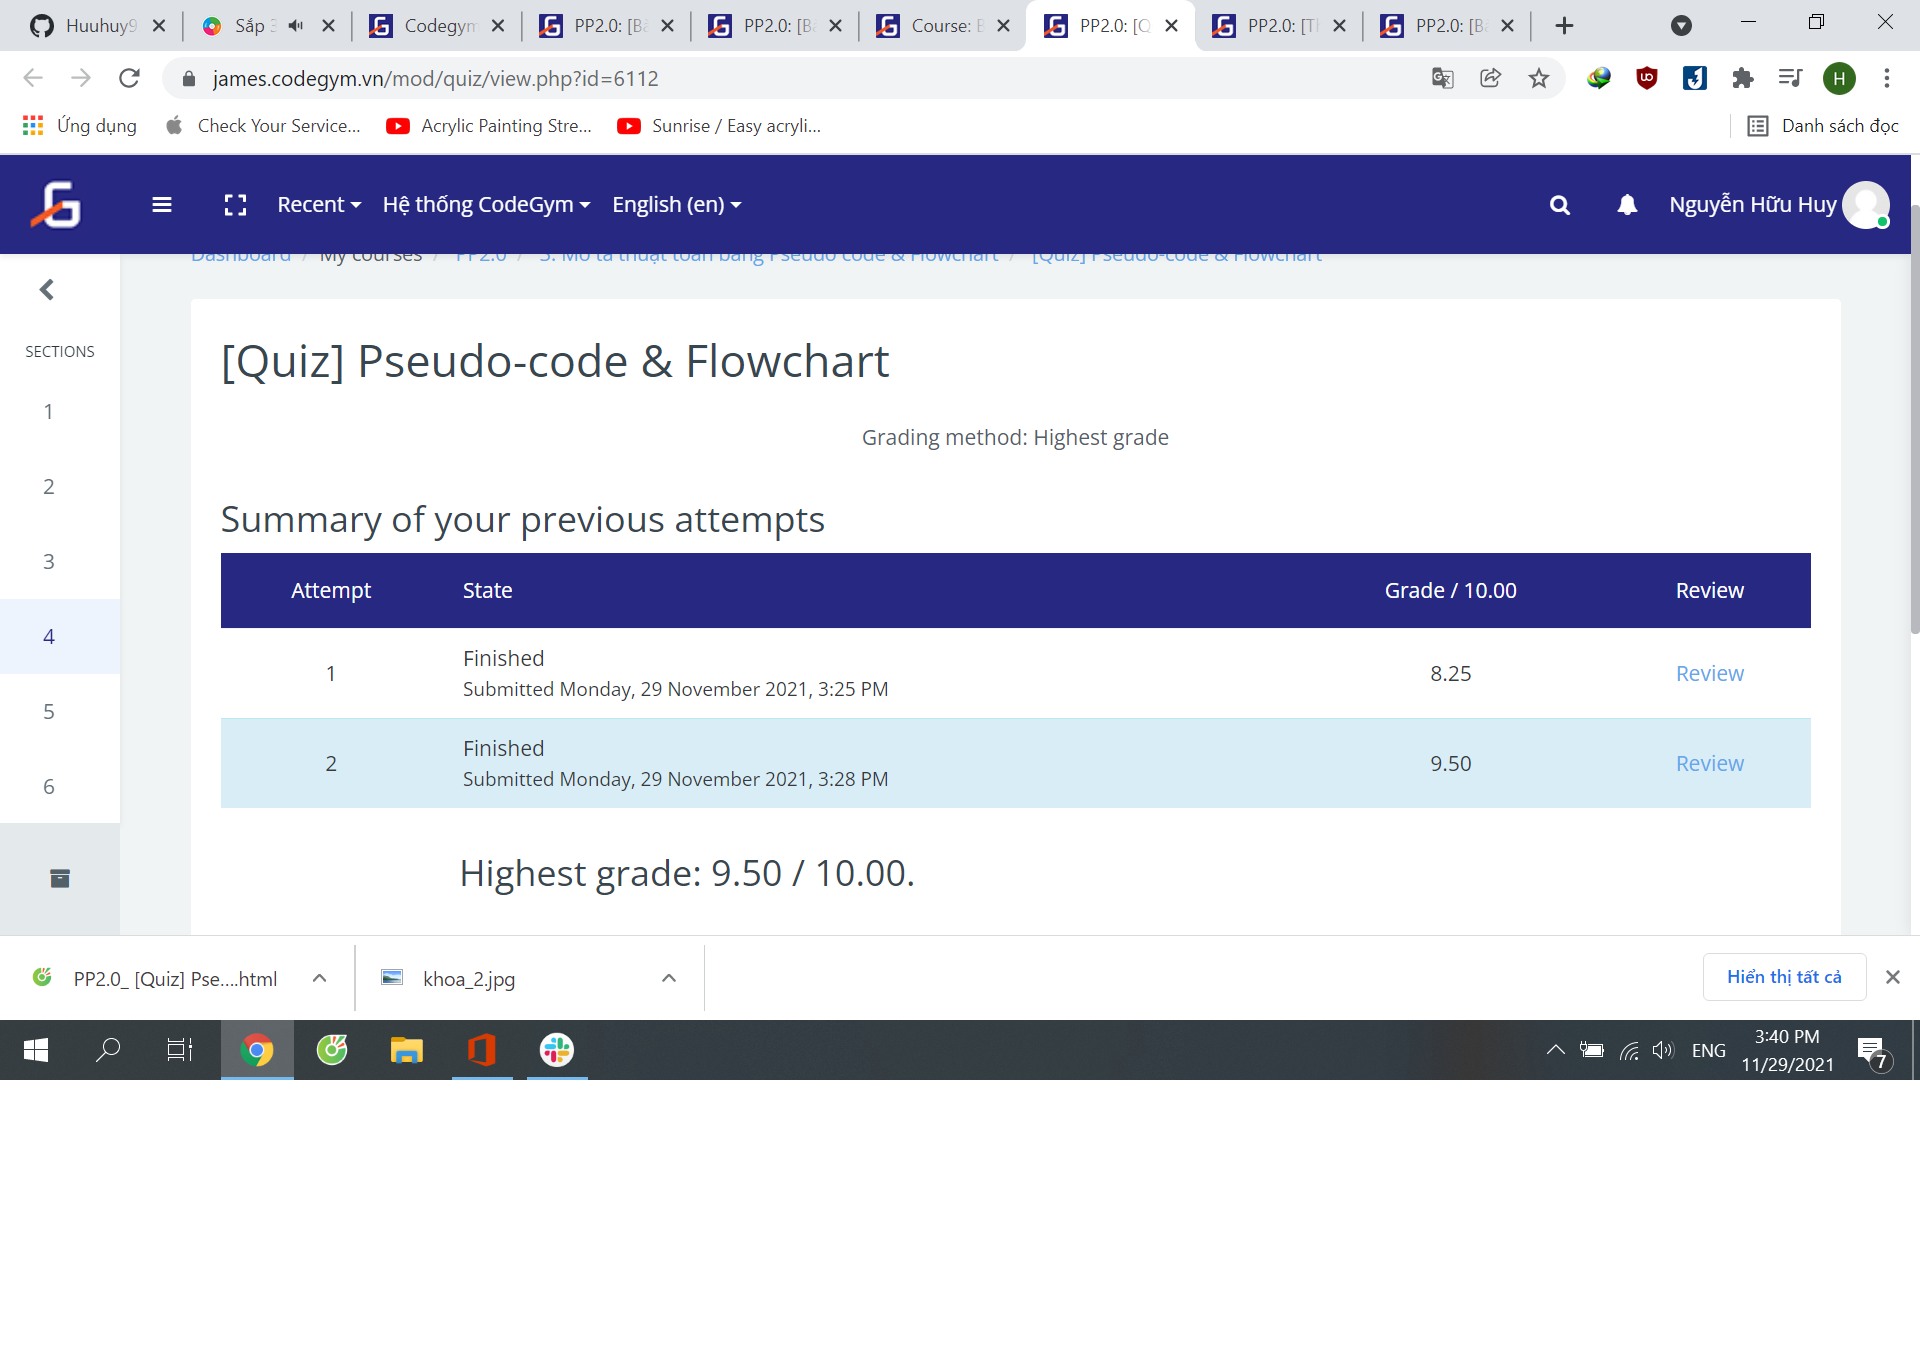 Huuhuy9
Sắp 3
Codegym
PP2.0: [Bà
PP2.0: [Bà
Course: B
PP2.0: [Q
PP2.0: [Th
PP2.0: [Bà
james.codegym.vn/mod/quiz/view.php?id=6112
H
Ứng dụng
Check Your Service...
Acrylic Painting Stre...
Sunrise / Easy acryli...
Danh sách đọc
Recent
Hệ thống CodeGym
English (en)
Nguyễn Hữu Huy
Dashboard / My courses / PP2.0 / 3. Mô tả thuật toán bằng Pseudo code & Flowchart / [Quiz] Pseudo-code & Flowchart
SECTIONS
1
2
3
4
5
6
[Quiz] Pseudo-code & Flowchart
Grading method: Highest grade
Summary of your previous attempts
Attempt State Grade / 10.00 Review
1 Finished 8.25 Review
Submitted Monday, 29 November 2021, 3:25 PM
2 Finished 9.50 Review
Submitted Monday, 29 November 2021, 3:28 PM
Highest grade: 9.50 / 10.00.
PP2.0_ [Quiz] Pse....html
khoa_2.jpg
Hiển thị tất cả
ENG
3:40 PM
11/29/2021
7